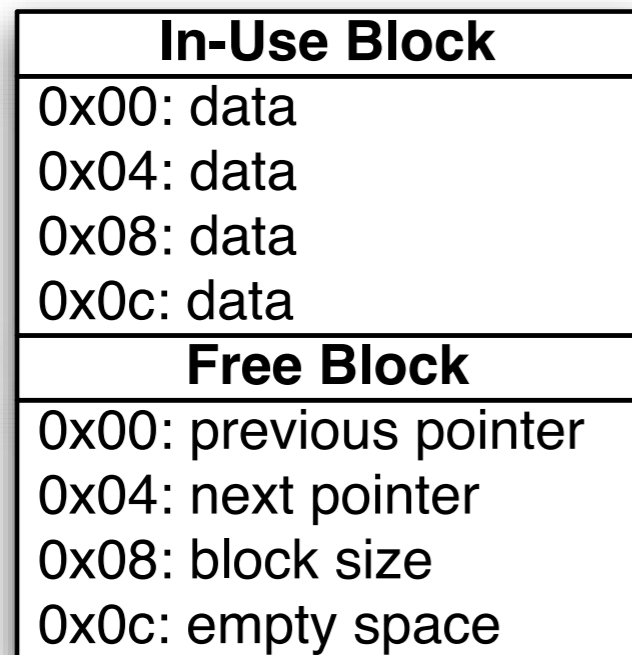 In-Use Block
0x00: data
0x04: data
0x08: data
0x0c: data
Free Block
0x00: previous pointer
0x04: next pointer
0x08: block size
0x0c: empty space